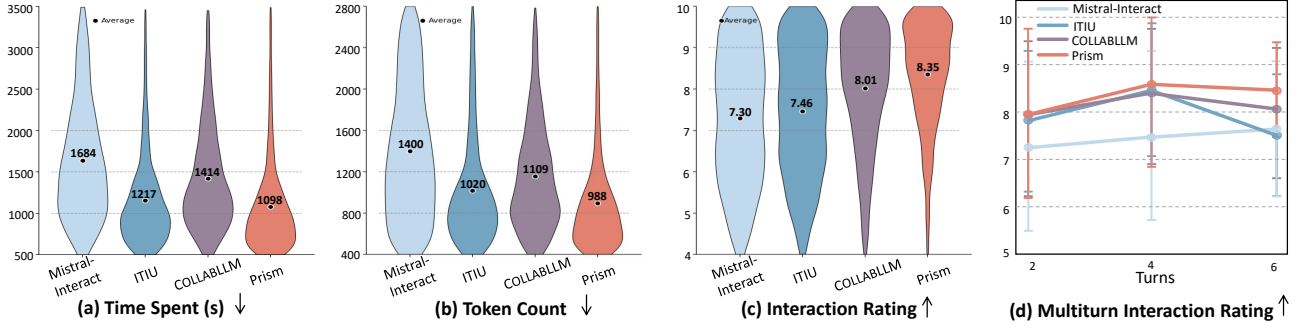 3500
3000
2500
2000
1500
1000
500
Average
1684
1217
1414
1098
Mistral-
Interact
ITIU
COLLABLLM
Prism
(a) Time Spent (s) ↓
2800
2400
2000
1600
1200
800
400
Average
1400
1020
1109
988
Mistral-
Interact
ITIU
COLLABLLM
Prism
(b) Token Count ↓
10
9
8
7
6
5
4
Average
7.30
7.46
8.01
8.35
Mistral-
Interact
ITIU
COLLABLLM
Prism
(c) Interaction Rating ↑
10
9
8
7
6
5
Mistral-Interact
ITIU
COLLABLLM
Prism
2
4
6
Turns
(d) Multiturn Interaction Rating ↑